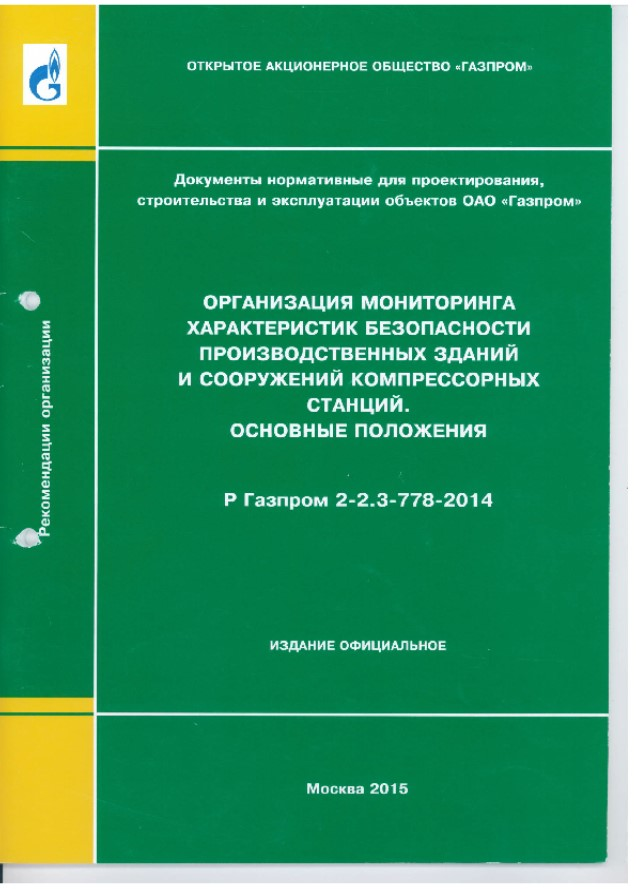 ОТКРЫТОЕ АКЦИОНЕРНОЕ ОБЩЕСТВО «ГАЗПРОМ»
Документы нормативные для проектирования,
строительства и эксплуатации объектов ОАО «Газпром»
Рекомендации организации
ОРГАНИЗАЦИЯ МОНИТОРИНГА
ХАРАКТЕРИСТИК БЕЗОПАСНОСТИ
ПРОИЗВОДСТВЕННЫХ ЗДАНИЙ
И СООРУЖЕНИЙ КОМПРЕССОРНЫХ
СТАНЦИЙ.
ОСНОВНЫЕ ПОЛОЖЕНИЯ
Р Газпром 2-2.3-778-2014
ИЗДАНИЕ ОФИЦИАЛЬНОЕ
Москва 2015